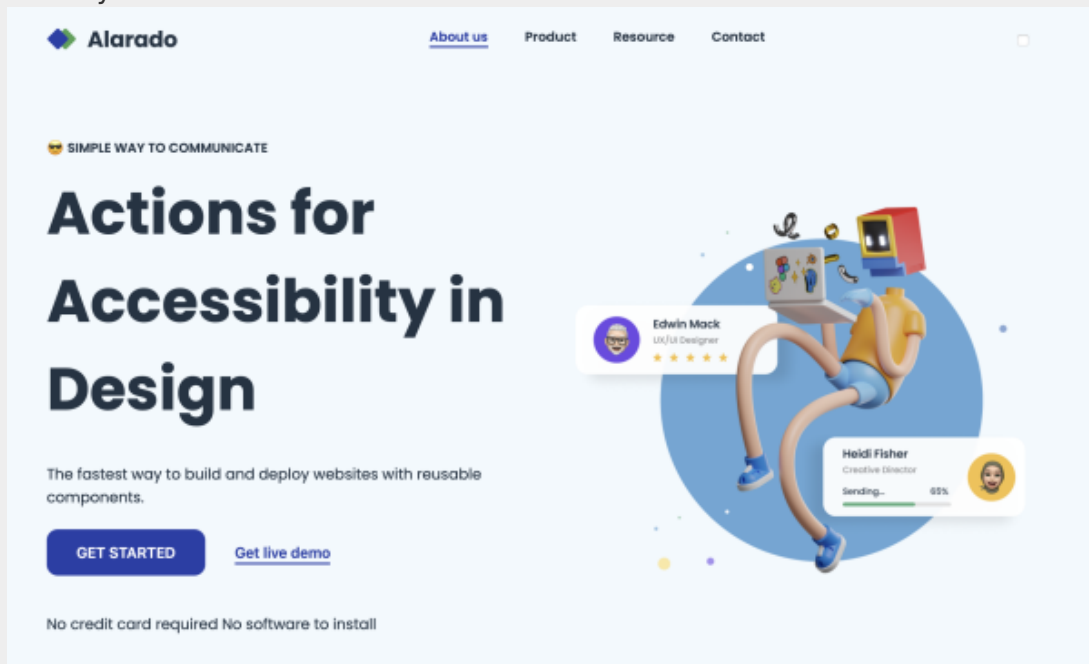 Alarado
About us Product Resource Contact
😎 SIMPLE WAY TO COMMUNICATE
Actions for
Accessibility in
Design
The fastest way to build and deploy websites with reusable
components.
GET STARTED Get live demo
No credit card required No software to install
Edwin Mack
UX/UI Designer
Heidi Fisher
Creative Director
Sending... 65%